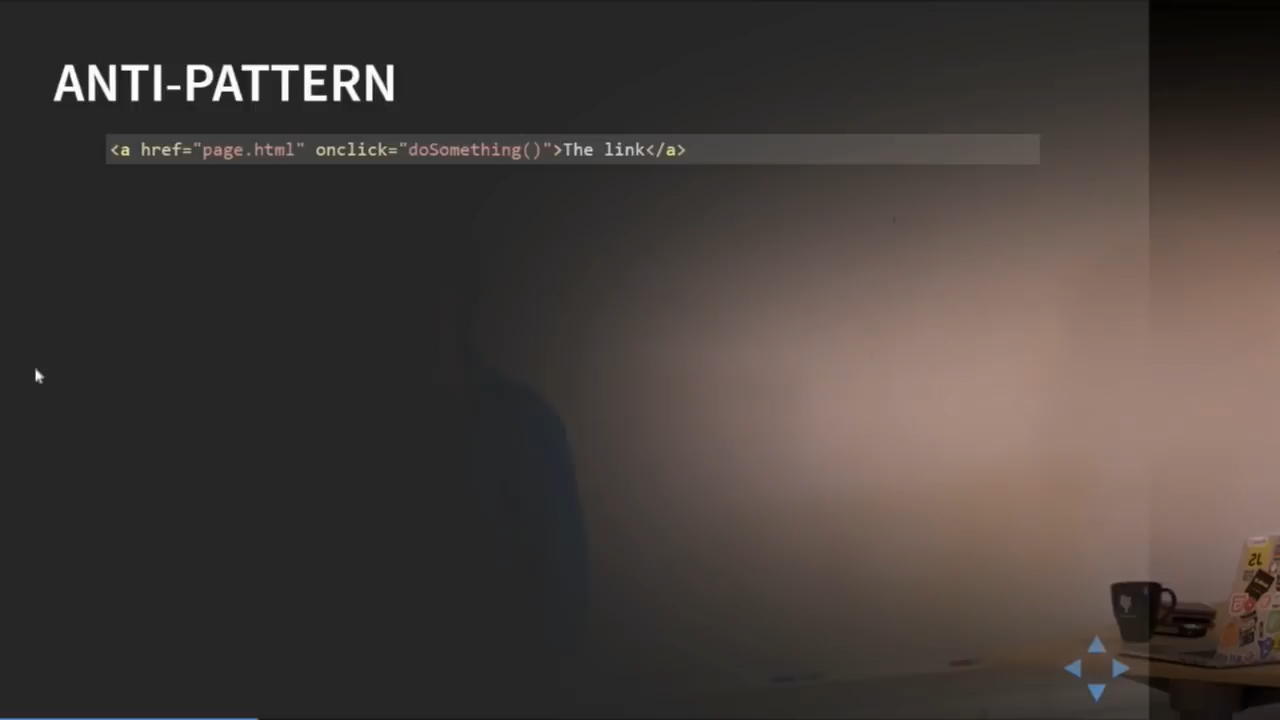 ANTI-PATTERN
<a href="page.html" onclick="doSomething()">The link</a>